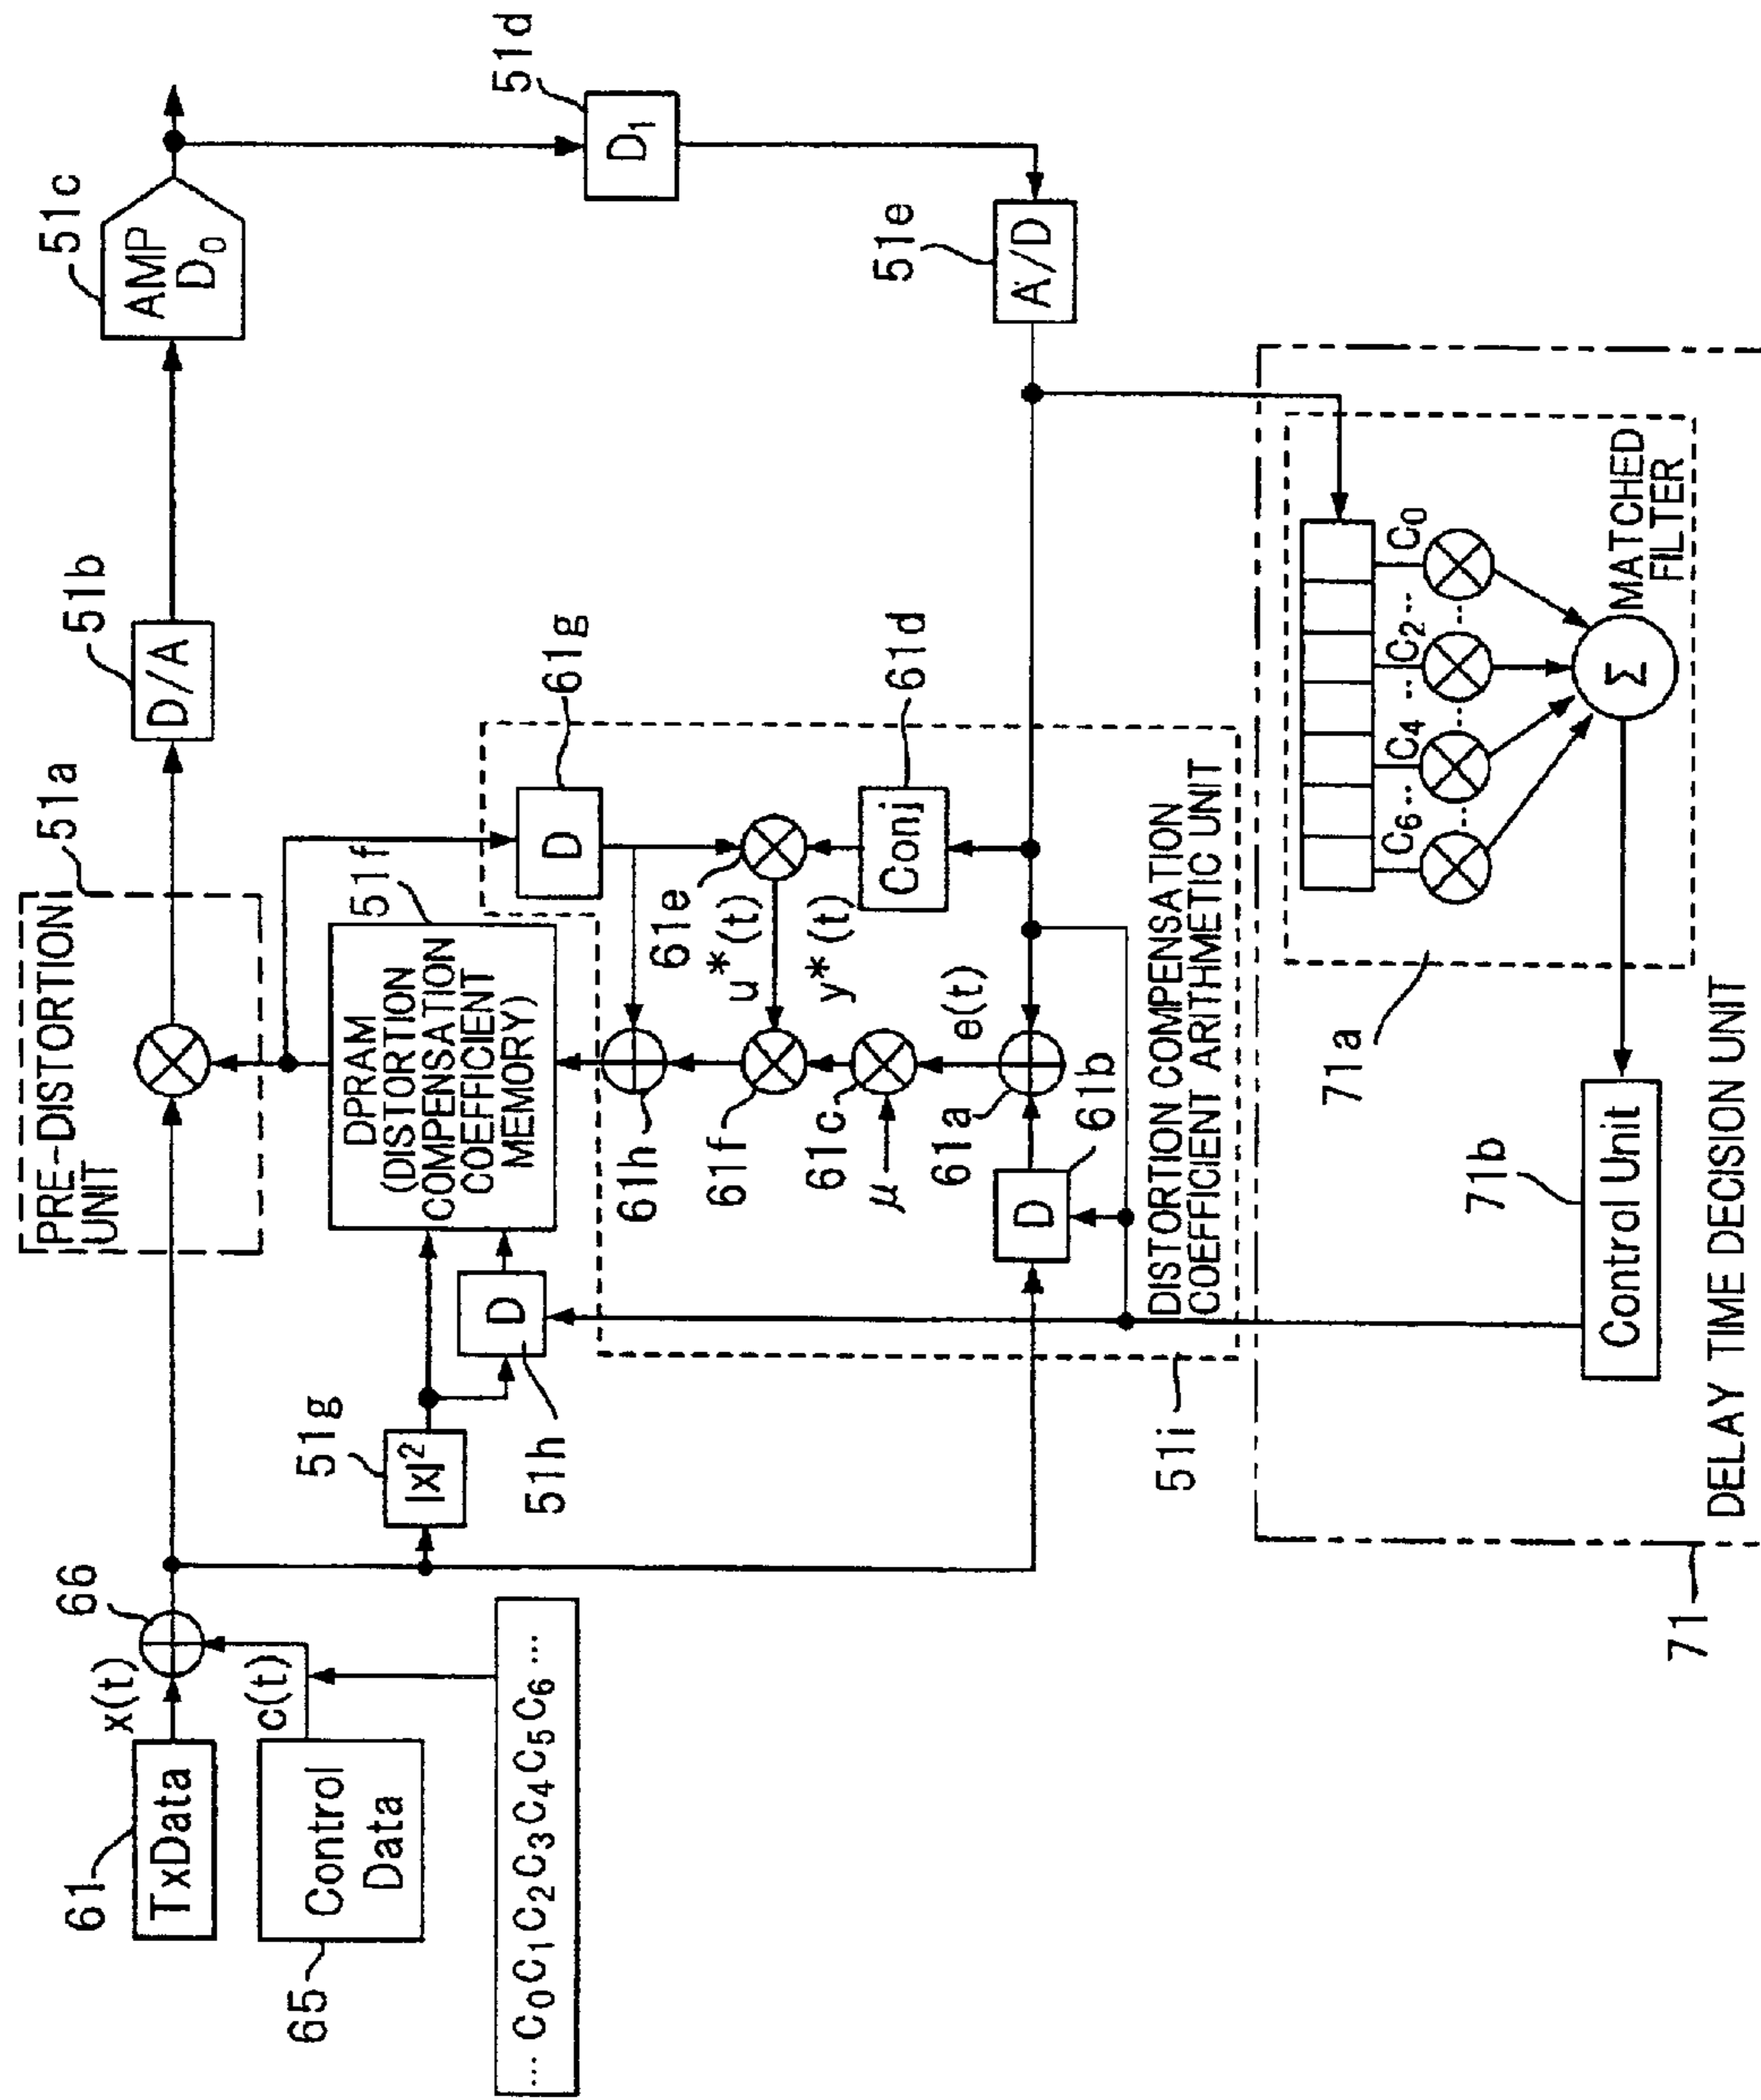 61
TxData
x(t)
66
65
Control
Data
c(t)
... C0 C1 C2 C3 C4 C5 C6 ...
51g
|x|²
D
51h
PRE-DISTORTION
UNIT
51a
DPRAM
(DISTORTION
COMPENSATION
COEFFICIENT
MEMORY)
51f
51b
D/A
51c
AMP
D0
51d
D1
51e
A/D
D
61g
61e
u*(t)
y*(t)
Conj
61d
61h
61f
61c
μ
e(t)
61a
D
61b
DISTORTION COMPENSATION
COEFFICIENT ARITHMETIC UNIT
51i
C6 ... C4 ... C2 ... C0
... ... ...
Σ
MATCHED
FILTER
71a
Control Unit
71b
DELAY TIME DECISION UNIT
71